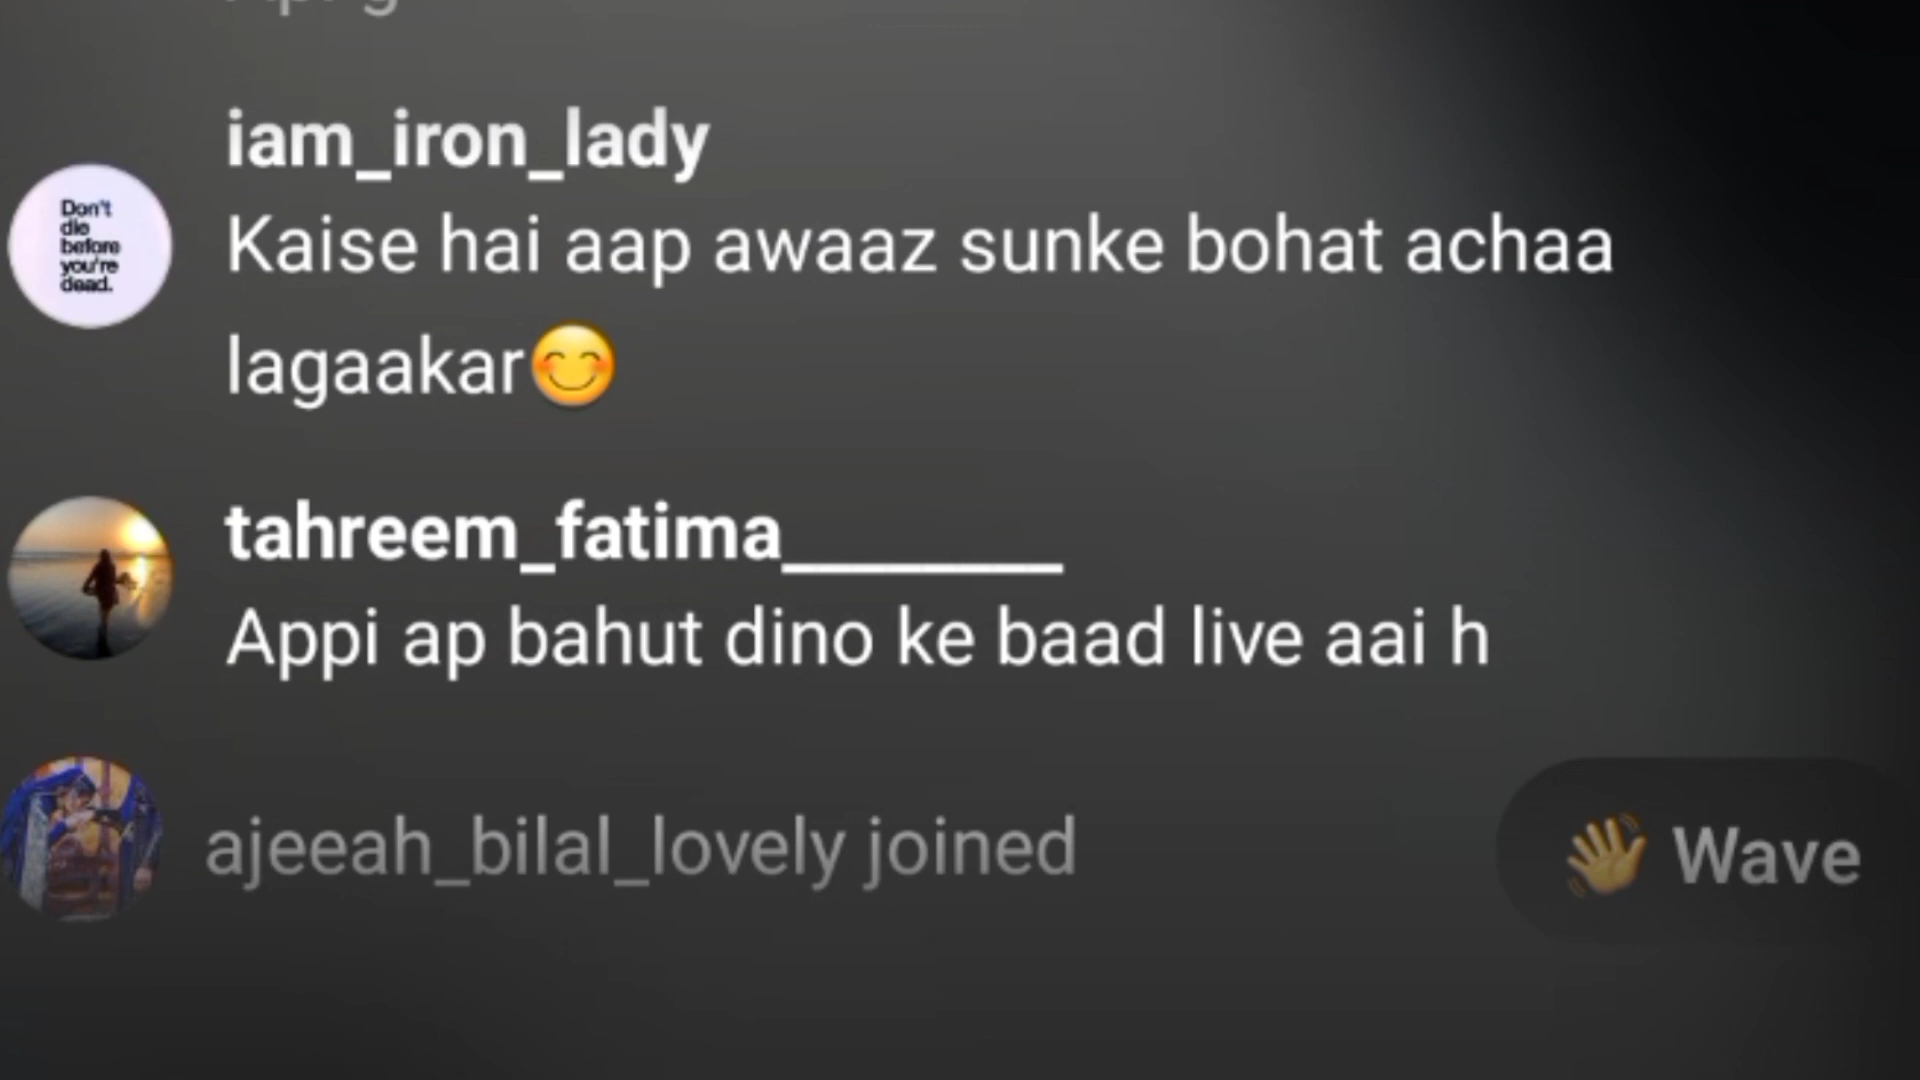 iam_iron_lady
Don't
die
before
you're
dead.
Kaise hai aap awaaz sunke bohat achaa
lagaakar😊
tahreem_fatima________
Appi ap bahut dino ke baad live aai h
ajeeah_bilal_lovely joined
👋 Wave